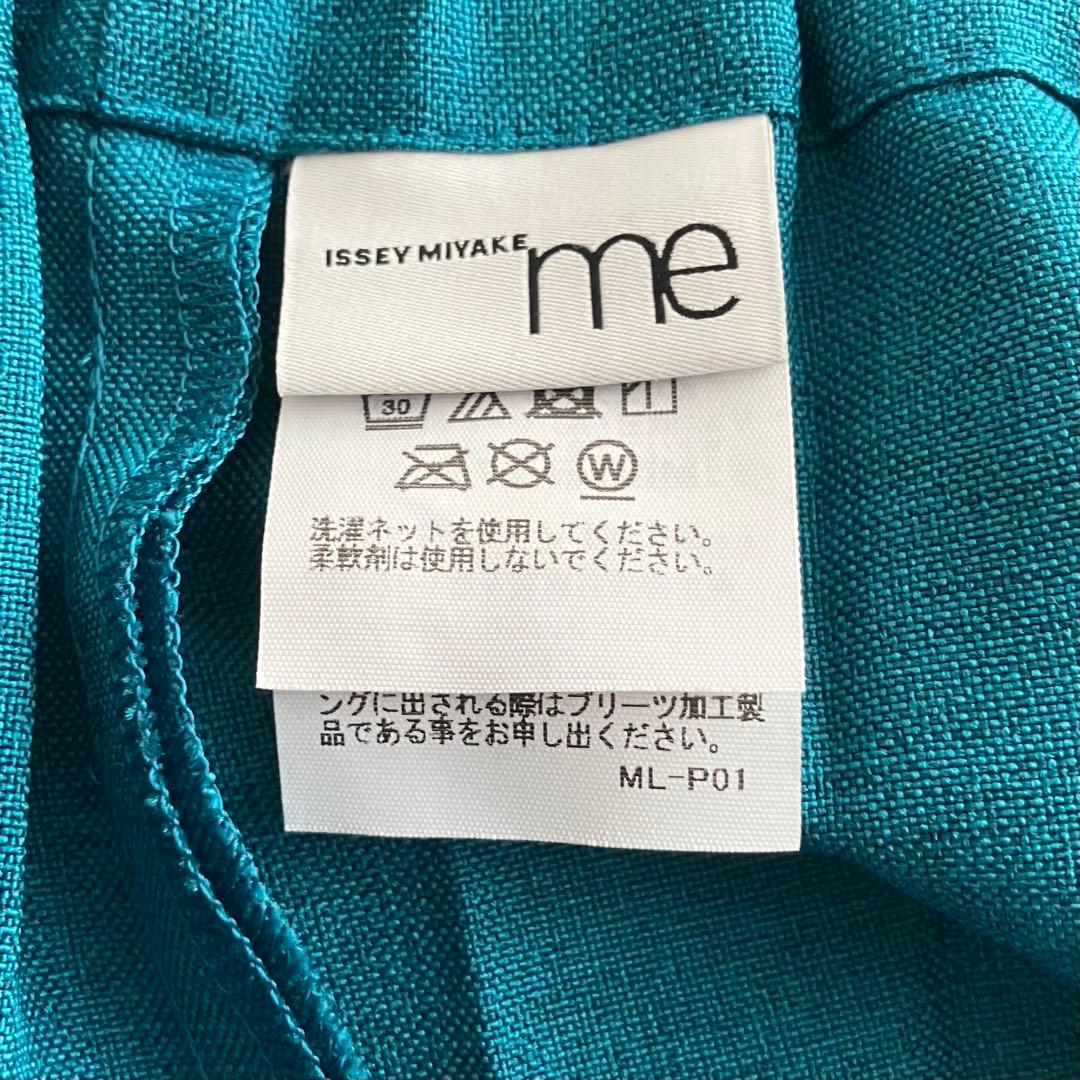 ISSEY MIYAKE me
30
W
洗濯ネットを使用してください。
柔軟剤は使用しないでください。
ングに出される際はプリーツ加工製
品である事をお申し出ください。
ML-P01